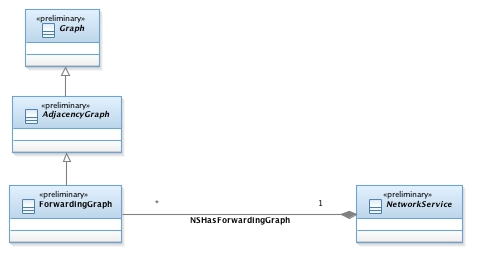 «preliminary»
Graph
«preliminary»
AdjacencyGraph
«preliminary»
ForwardingGraph
* 1
NSHasForwardingGraph
«preliminary»
NetworkService